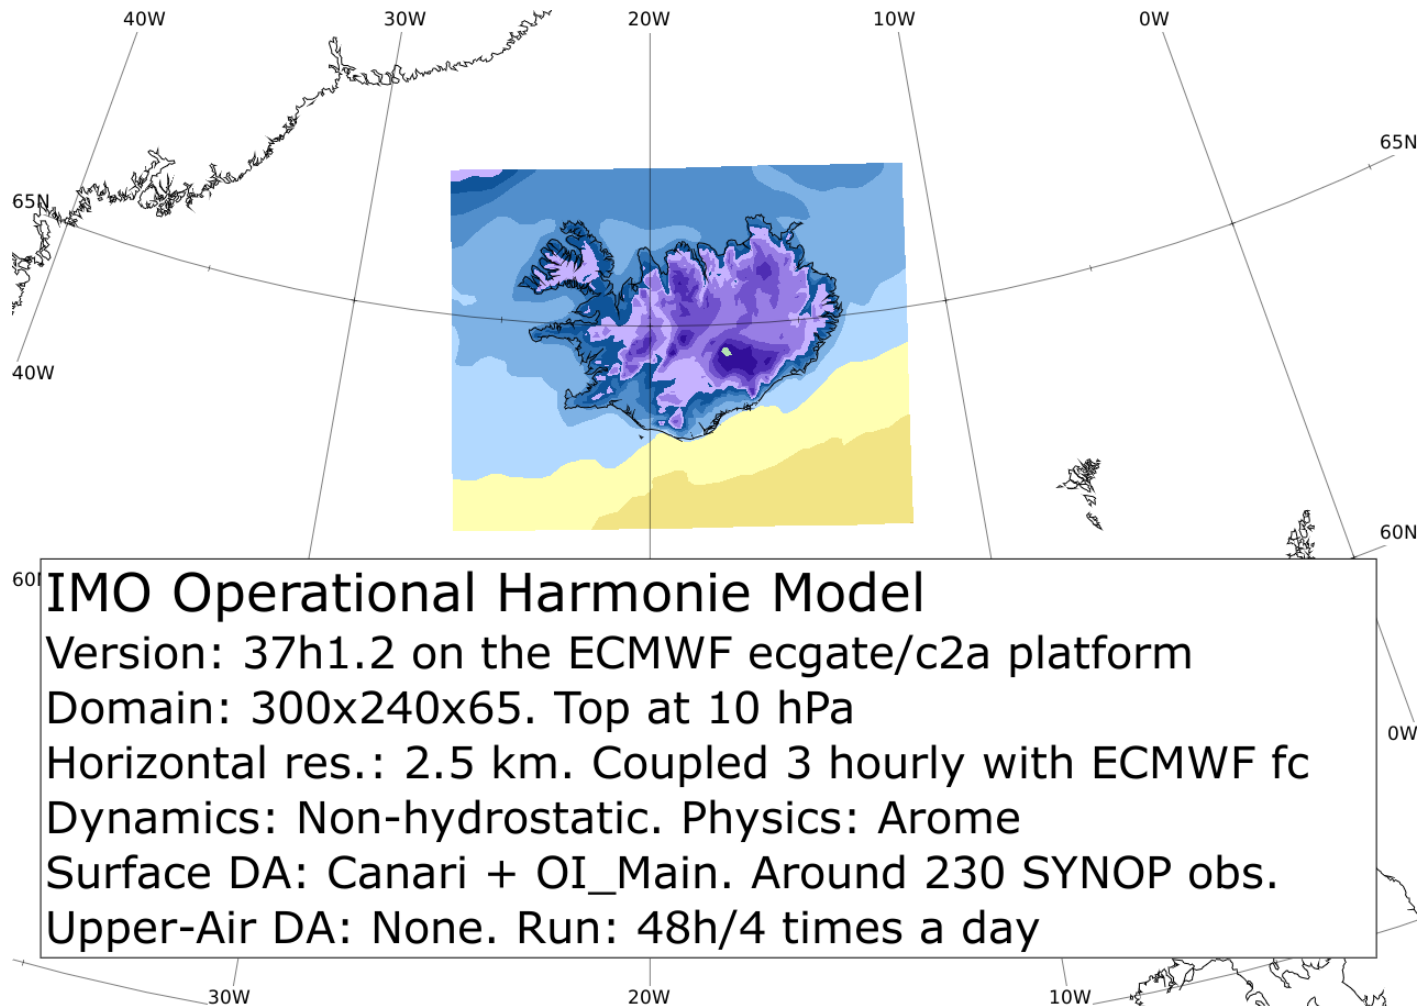 40W 30W 20W 10W 0W
65N
65N
40W
60N
60N
IMO Operational Harmonie Model
Version: 37h1.2 on the ECMWF ecgate/c2a platform
Domain: 300x240x65. Top at 10 hPa
0W
Horizontal res.: 2.5 km. Coupled 3 hourly with ECMWF fc
Dynamics: Non-hydrostatic. Physics: Arome
Surface DA: Canari + OI_Main. Around 230 SYNOP obs.
Upper-Air DA: None. Run: 48h/4 times a day
30W 20W 10W